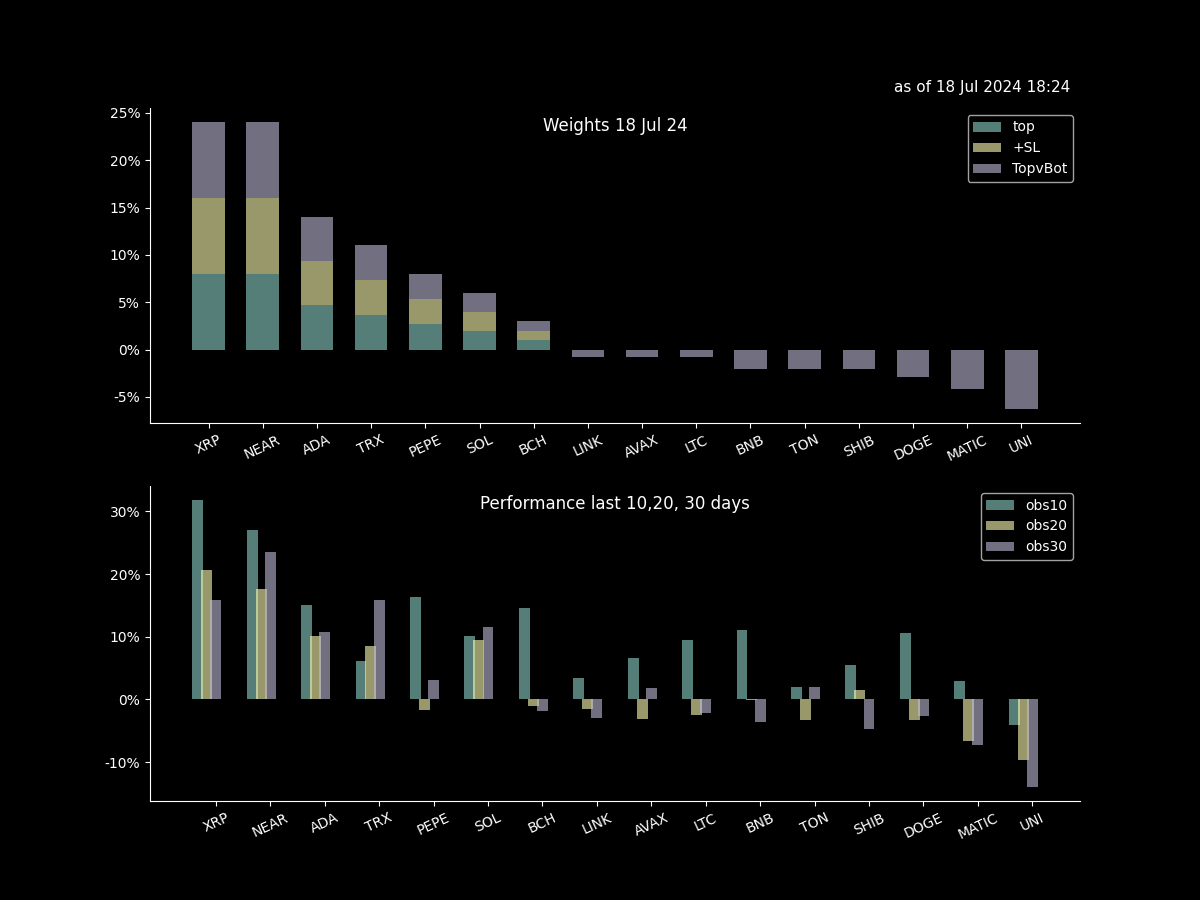 as of 18 Jul 2024 18:24
Weights 18 Jul 24
top
+SL
TopvBot
25%
20%
15%
10%
5%
0%
-5%
XRP NEAR ADA TRX PEPE SOL BCH LINK AVAX LTC BNB TON SHIB DOGE MATIC UNI
Performance last 10,20, 30 days
obs10
obs20
obs30
30%
20%
10%
0%
-10%
XRP NEAR ADA TRX PEPE SOL BCH LINK AVAX LTC BNB TON SHIB DOGE MATIC UNI